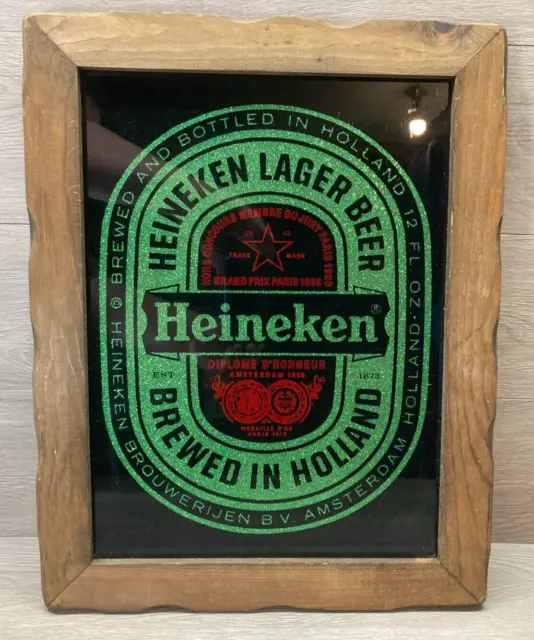 © HEINEKEN BROUWERIJEN B.V. AMSTERDAM HOLLAND · BREWED AND BOTTLED IN HOLLAND 12 FL. OZ.
HEINEKEN LAGER BEER
HORS CONCOURS MEMBRE DU JURY PARIS 1900
TRADE MARK
GRAND PRIX PARIS 1889
Heineken®
DIPLOME D'HONNEUR
AMSTERDAM 1883
EST. 1873
MEDAILLE D'OR
PARIS 1875
BREWED IN HOLLAND